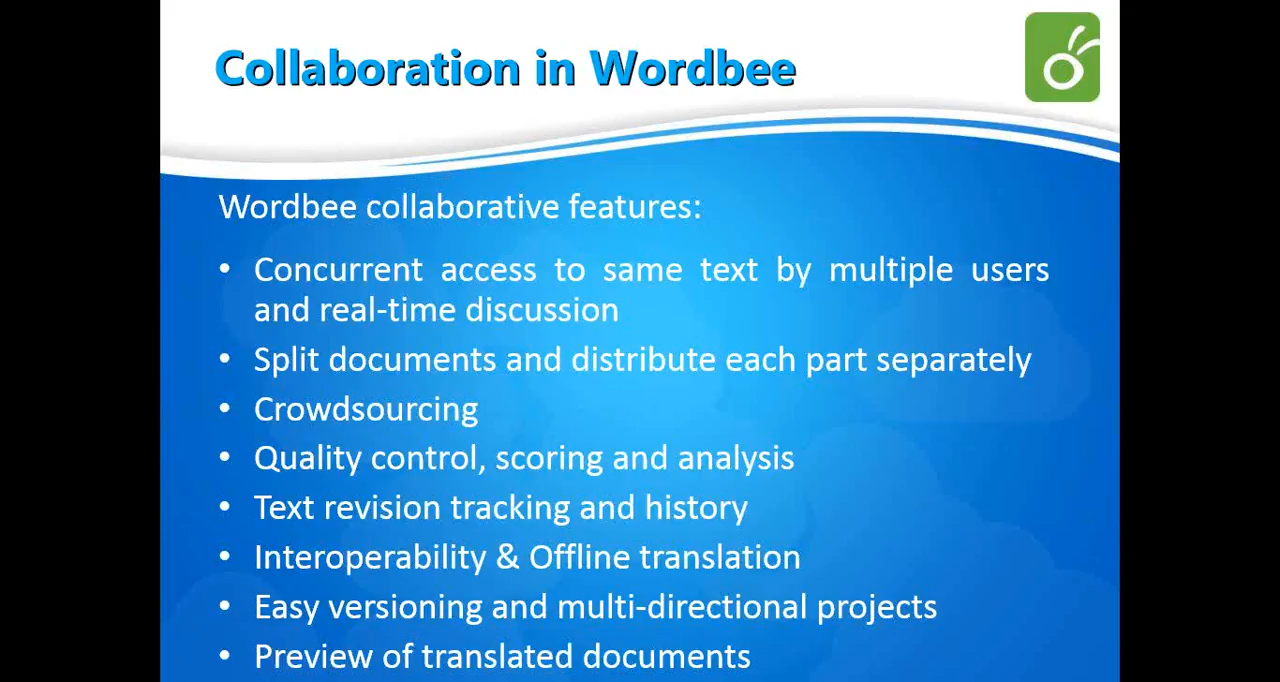 Collaboration in Wordbee
Wordbee collaborative features:
• Concurrent access to same text by multiple users
and real-time discussion
• Split documents and distribute each part separately
• Crowdsourcing
• Quality control, scoring and analysis
• Text revision tracking and history
• Interoperability & Offline translation
• Easy versioning and multi-directional projects
• Preview of translated documents